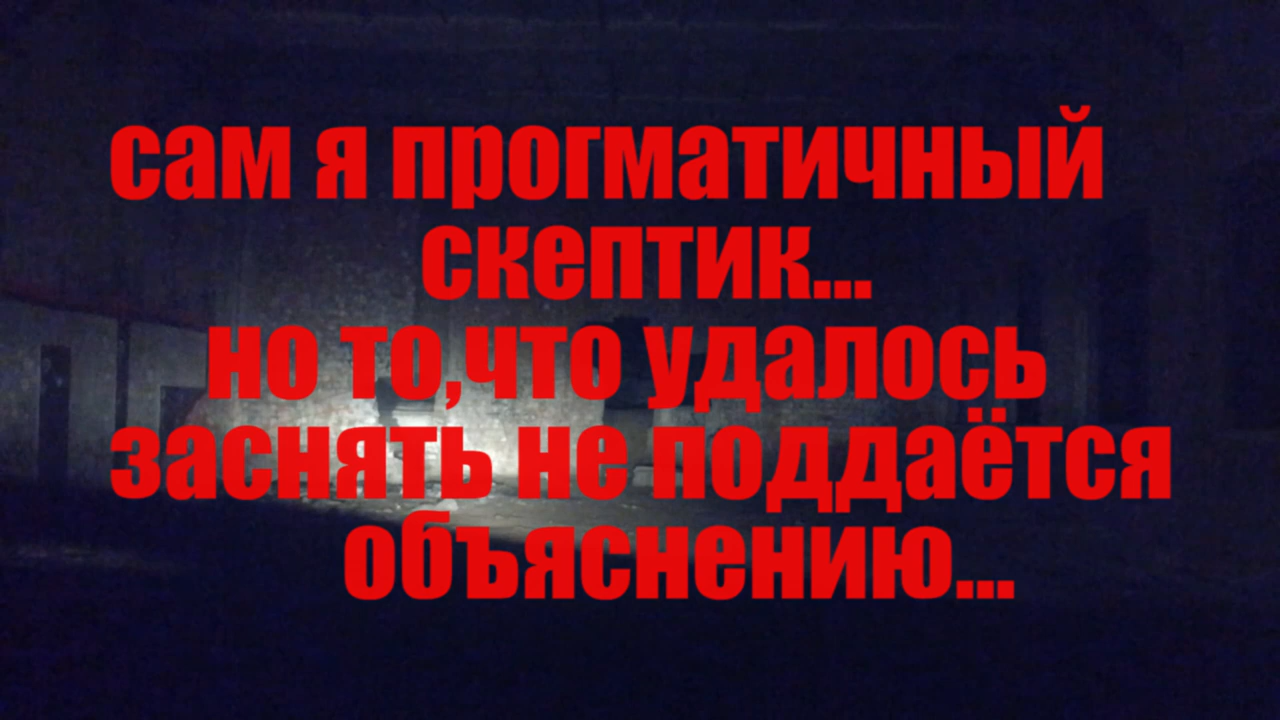 сам я прогматичный
скептик...
но то,что удалось
заснять не поддаётся
объяснению...